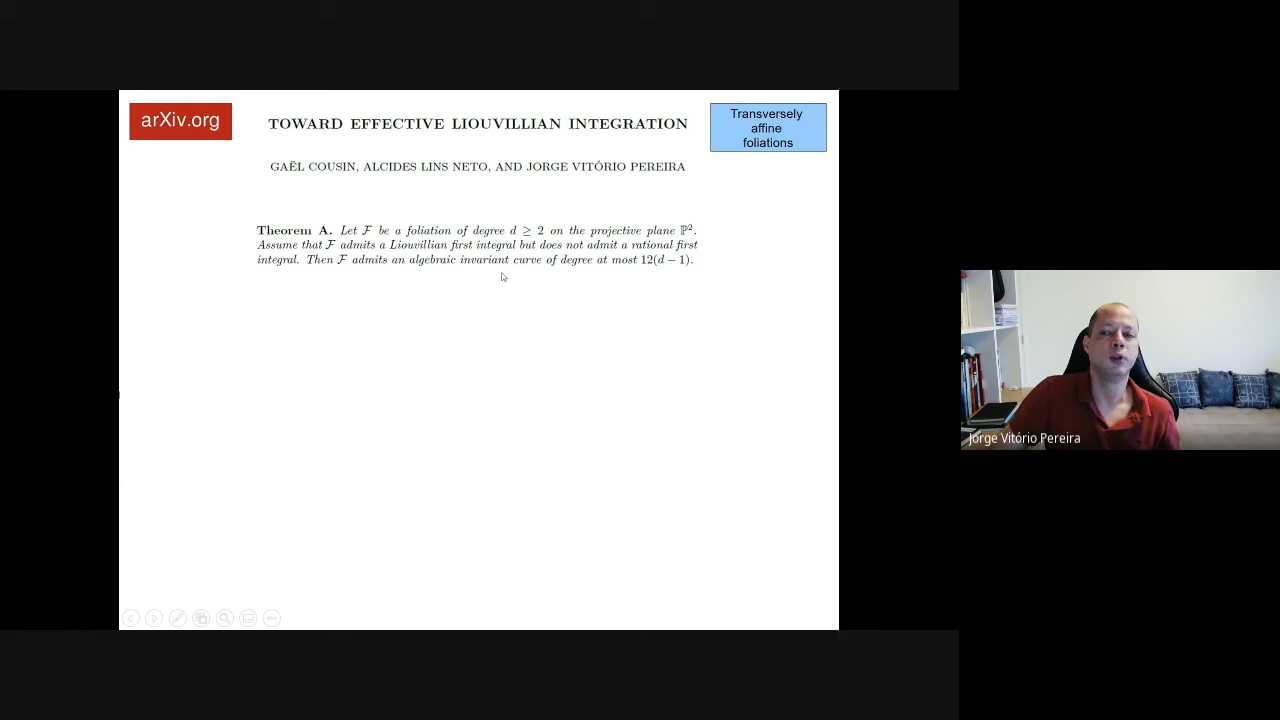 arXiv.org
TOWARD EFFECTIVE LIOUVILLIAN INTEGRATION
Transversely
affine
foliations
GAËL COUSIN, ALCIDES LINS NETO, AND JORGE VITÓRIO PEREIRA
Theorem A. Let F be a foliation of degree d ≥ 2 on the projective plane ℙ².
Assume that F admits a Liouvillian first integral but does not admit a rational first
integral. Then F admits an algebraic invariant curve of degree at most 12(d − 1).
Jorge Vitório Pereira